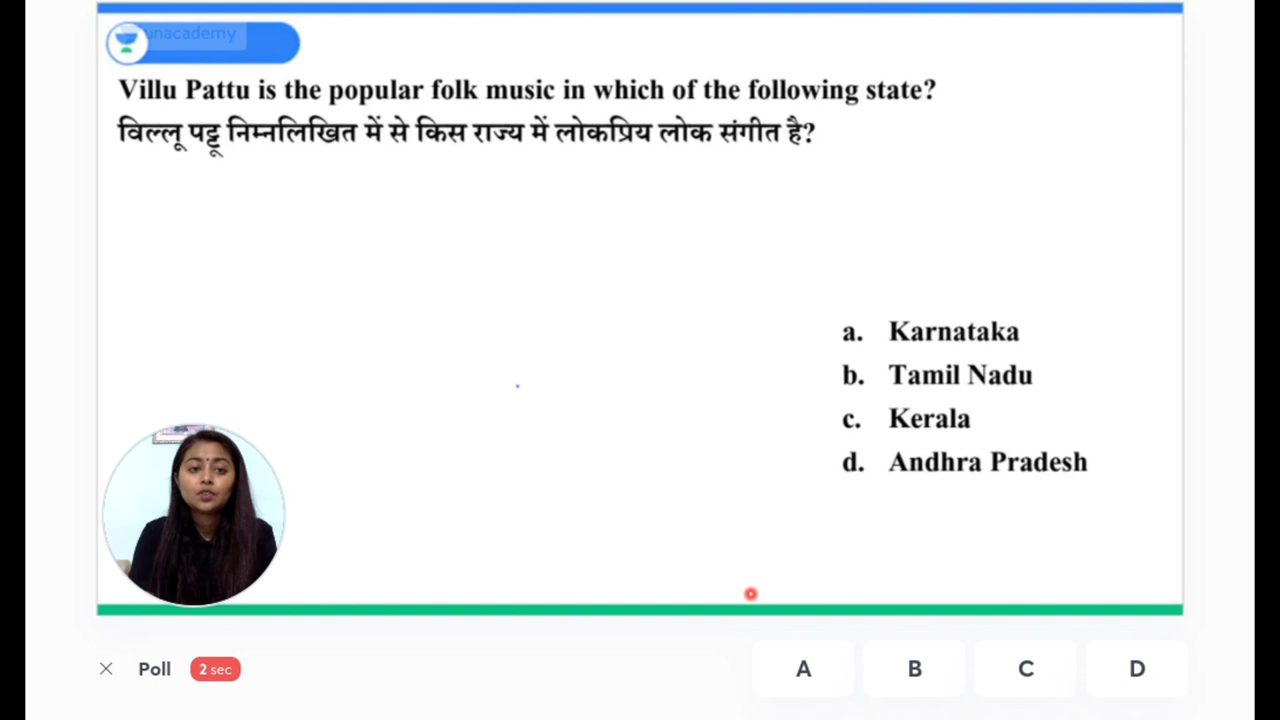 unacademy
Villu Pattu is the popular folk music in which of the following state?
विल्लू पट्टू निम्नलिखित में से किस राज्य में लोकप्रिय लोक संगीत है?
a. Karnataka
b. Tamil Nadu
c. Kerala
d. Andhra Pradesh
Poll 2 sec A B C D